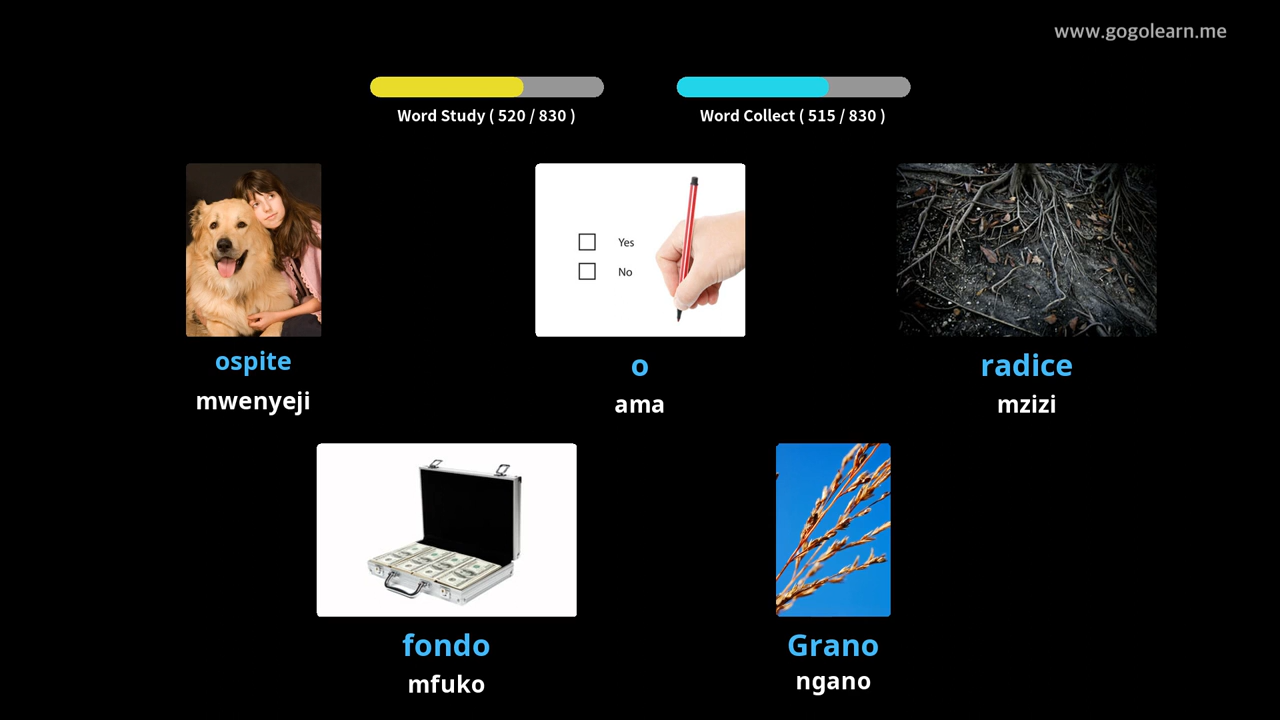 www.gogolearn.me
Word Study ( 520 / 830 )
Word Collect ( 515 / 830 )
Yes
No
ospite
mwenyeji
o
ama
radice
mzizi
fondo
mfuko
Grano
ngano